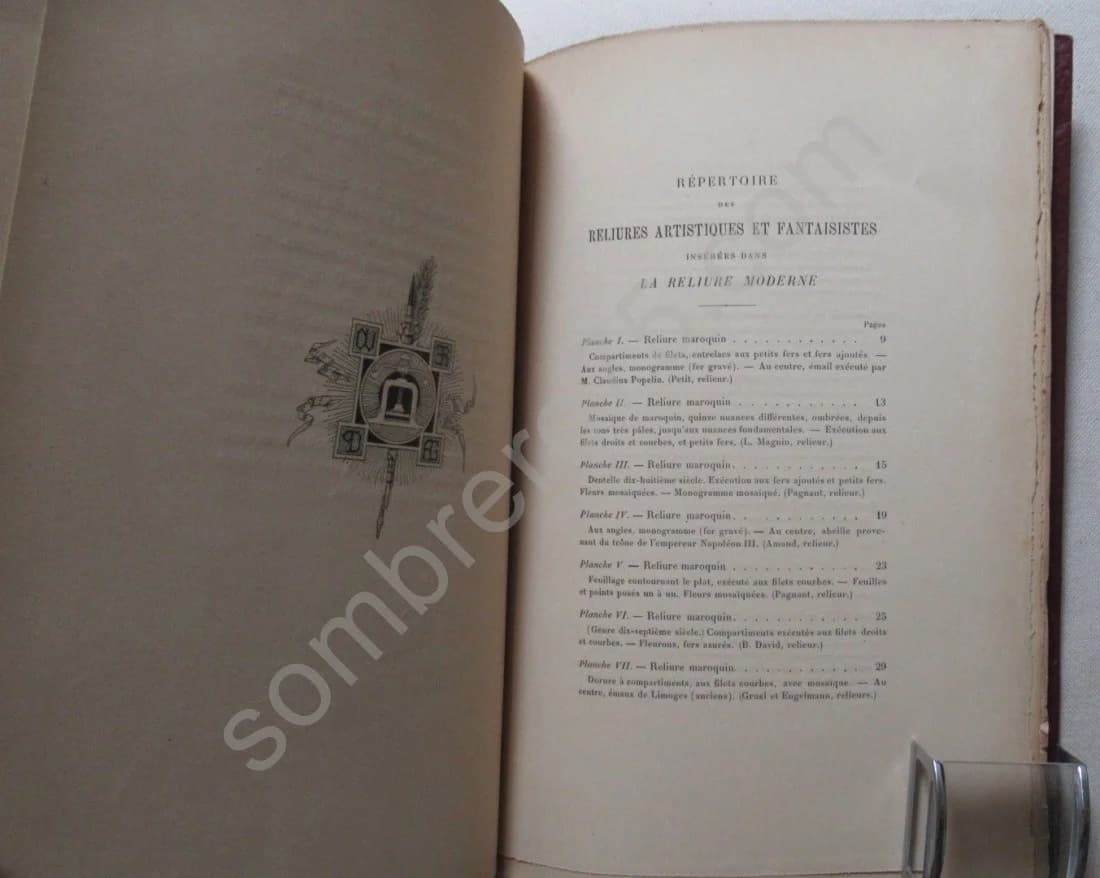 RÉPERTOIRE
DES
RELIURES ARTISTIQUES ET FANTAISISTES
INSÉRÉES DANS
LA RELIURE MODERNE
Pages
Planche I. — Reliure maroquin . . . . . . . . . . . 9
Compartiments de filets, entrelacs aux petits fers et fers ajoutés —
Aux angles, monogramme (fer gravé). — Au centre, émail exécuté par
M. Claudius Popelin. (Petit, relieur.)
Planche II. — Reliure maroquin . . . . . . . . . . . 13
Mosaïque de maroquin, quinze nuances différentes, ombrées, depuis
les tons très pâles, jusqu'aux nuances fondamentales. — Exécution aux
filets droits et courbes, et petits fers. (L. Magnin, relieur.)
Planche III. — Reliure maroquin. . . . . . . . . . . 15
Dentelle dix-huitième siècle. Exécution aux fers ajoutés et petits fers.
Fleurs mosaïquées. — Monogramme mosaïqué. (Pagnant, relieur.)
Planche IV. — Reliure maroquin. . . . . . . . . . . 19
Aux angles, monogramme (fer gravé). — Au centre, abeille prove-
nant du trône de l'empereur Napoléon III. (Amand, relieur.)
Planche V. — Reliure maroquin . . . . . . . . . . . 23
Feuillage contournant le plat, exécuté aux filets courbes. — Feuilles
et points posés un à un. Fleurs mosaïquées. (Pagnant, relieur.)
Planche VI. — Reliure maroquin. . . . . . . . . . . 25
(Genre dix-septième siècle.) Compartiments exécutés aux filets droits
et courbes. — Fleurons, fers azurés. (B. David, relieur.)
Planche VII. — Reliure maroquin. . . . . . . . . . . 29
Dorure à compartiments, aux filets courbes, avec mosaïque. — Au
centre, émaux de Limoges (anciens). (Gruel et Engelmann, relieurs.)